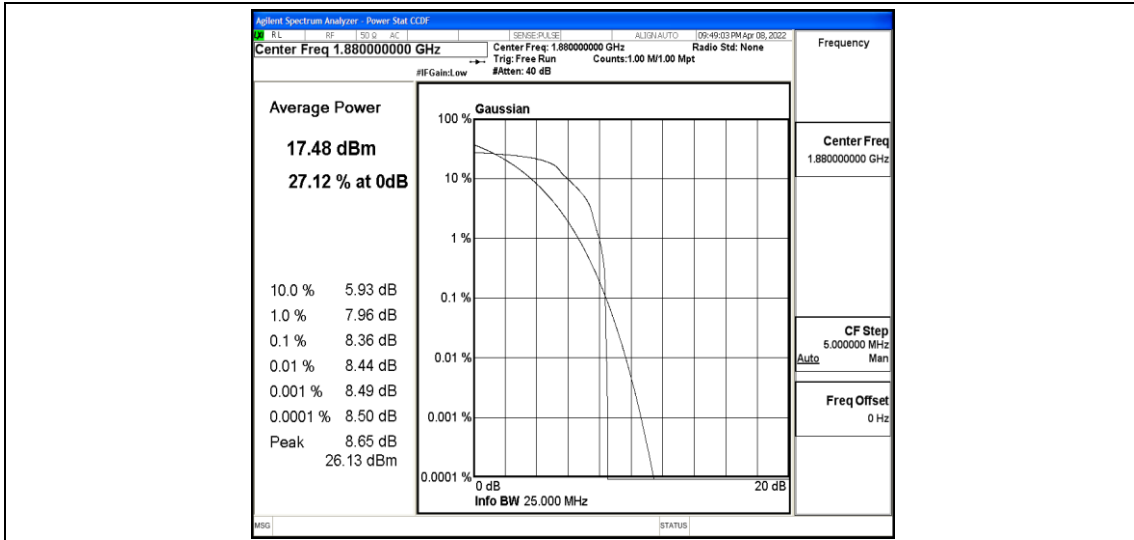 Agilent Spectrum Analyzer - Power Stat CCDF
LXI RL RF 50 Ω AC SENSE:PULSE ALIGNAUTO 09:49:03 PM Apr 08, 2022
Center Freq 1.880000000 GHz
Center Freq: 1.880000000 GHz Radio Std: None
Trig: Free Run Counts:1.00 M/1.00 Mpt
#IFGain:Low #Atten: 40 dB
Frequency
Average Power
17.48 dBm
27.12 % at 0dB
10.0 % 5.93 dB
1.0 % 7.96 dB
0.1 % 8.36 dB
0.01 % 8.44 dB
0.001 % 8.49 dB
0.0001 % 8.50 dB
Peak 8.65 dB
26.13 dBm
Gaussian
100 %
10 %
1 %
0.1 %
0.01 %
0.001 %
0.0001 %
0 dB 20 dB
Info BW 25.000 MHz
Center Freq
1.880000000 GHz
CF Step
5.000000 MHz
Auto Man
Freq Offset
0 Hz
MSG STATUS